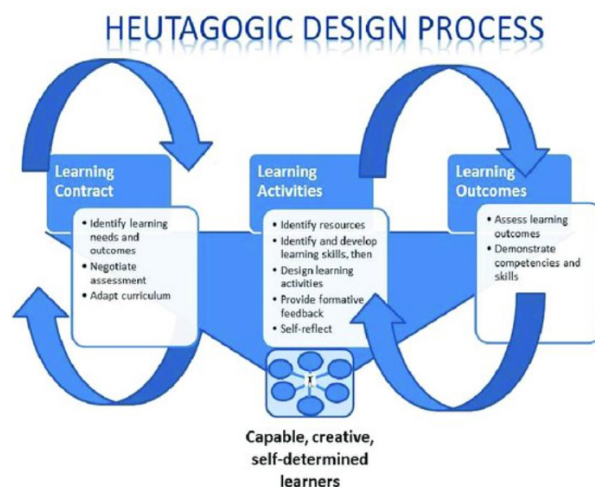 HEUTAGOGIC DESIGN PROCESS
Learning
Contract
• Identify learning
needs and
outcomes
• Negotiate
assessment
• Adapt curriculum
Learning
Activities
• Identify resources
• Identify and develop
learning skills, then
• Design learning
activities
• Provide formative
feedback
• Self-reflect
Learning
Outcomes
• Assess learning
outcomes
• Demonstrate
competencies and
skills
Capable, creative,
self-determined
learners